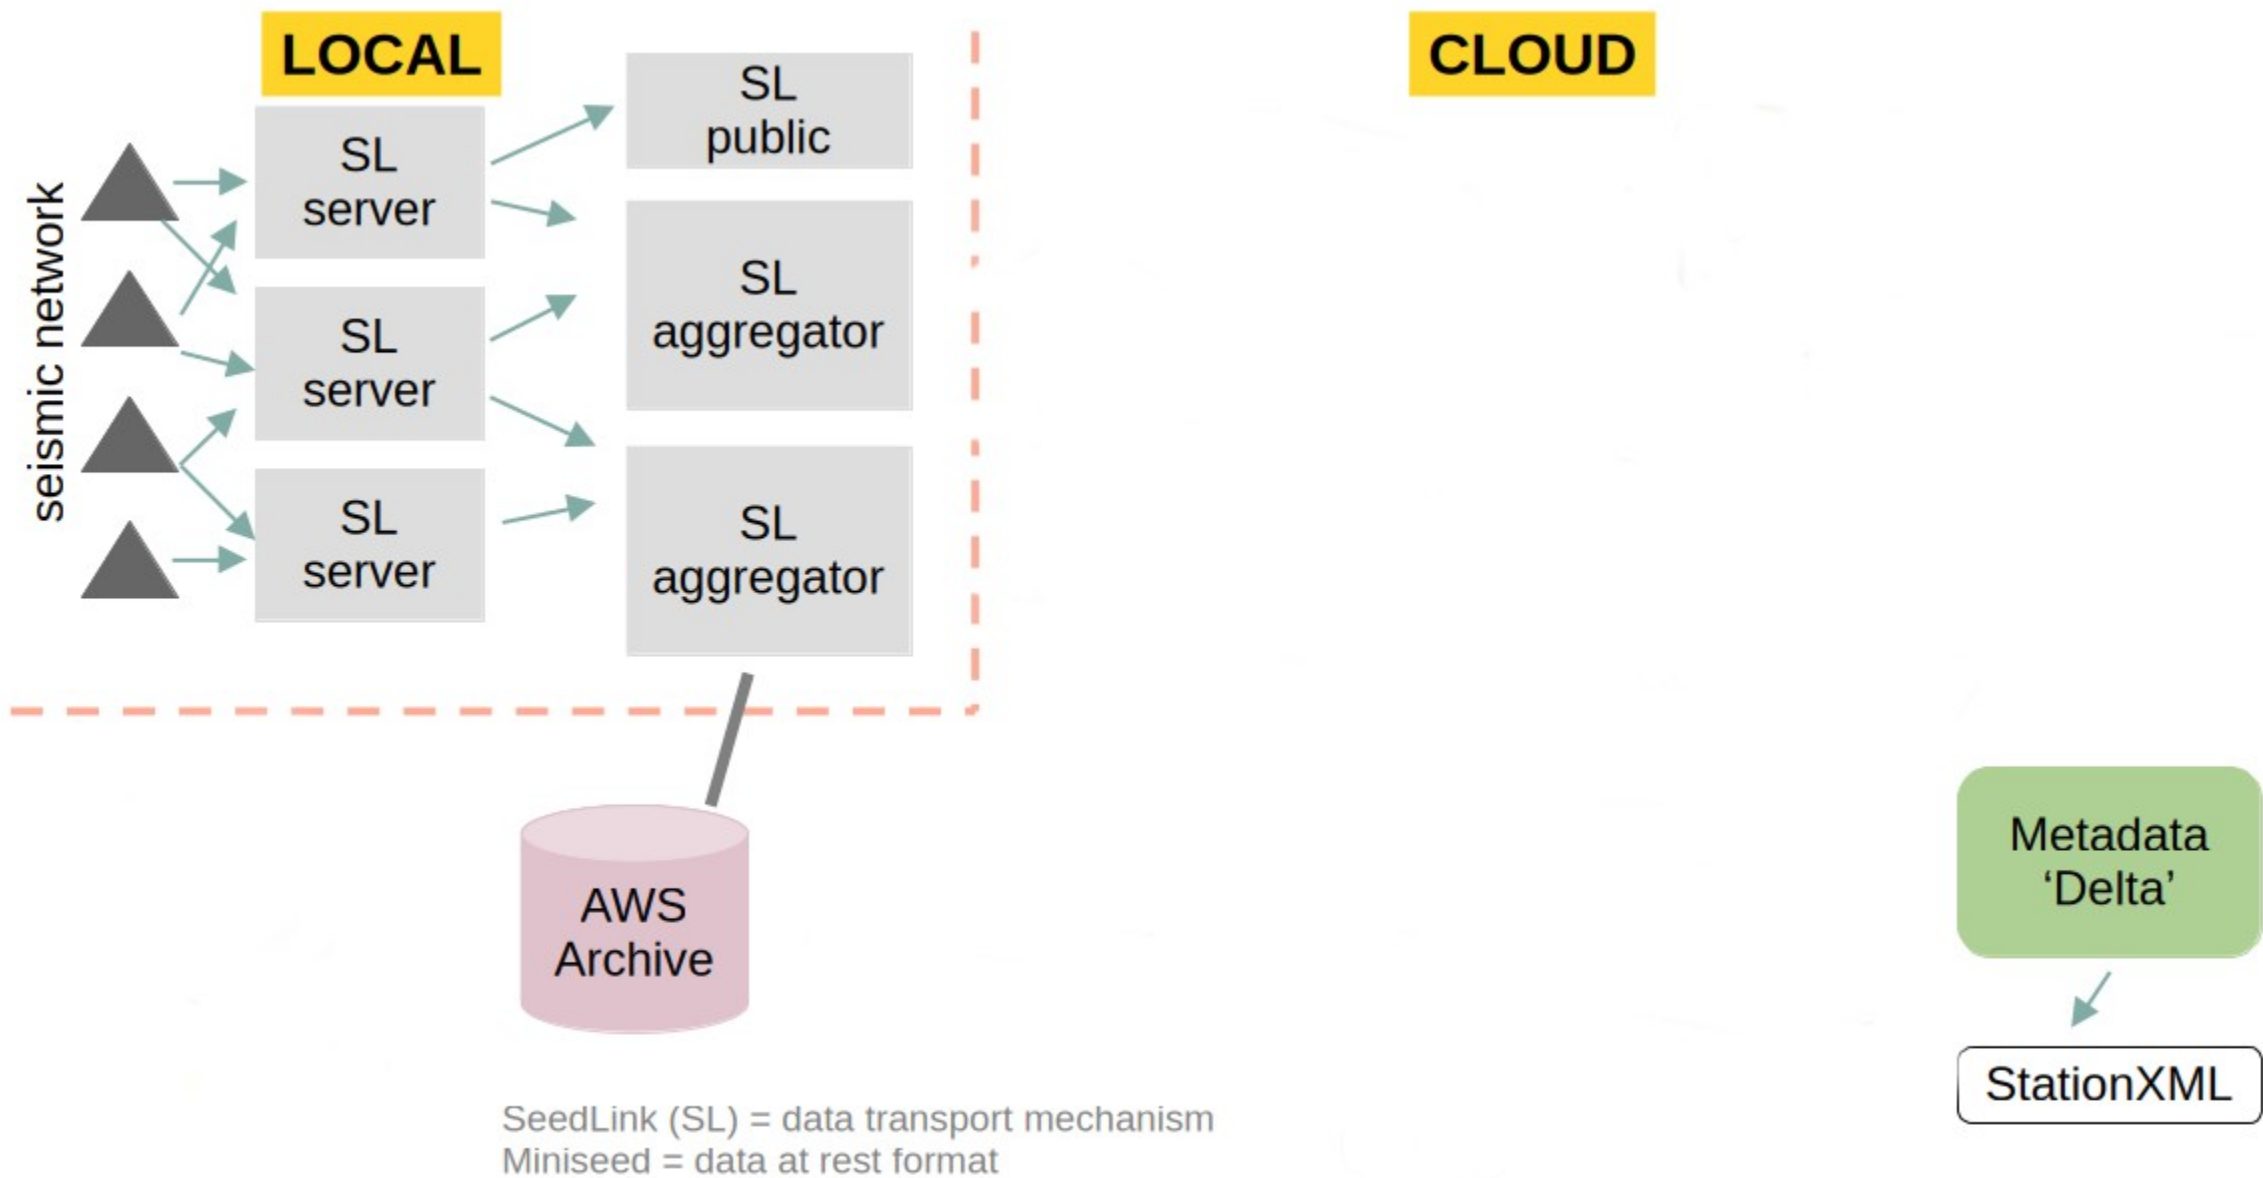 LOCAL
CLOUD
seismic network
SL
server
SL
server
SL
server
SL
public
SL
aggregator
SL
aggregator
AWS
Archive
Metadata
‘Delta’
StationXML
SeedLink (SL) = data transport mechanism
Miniseed = data at rest format